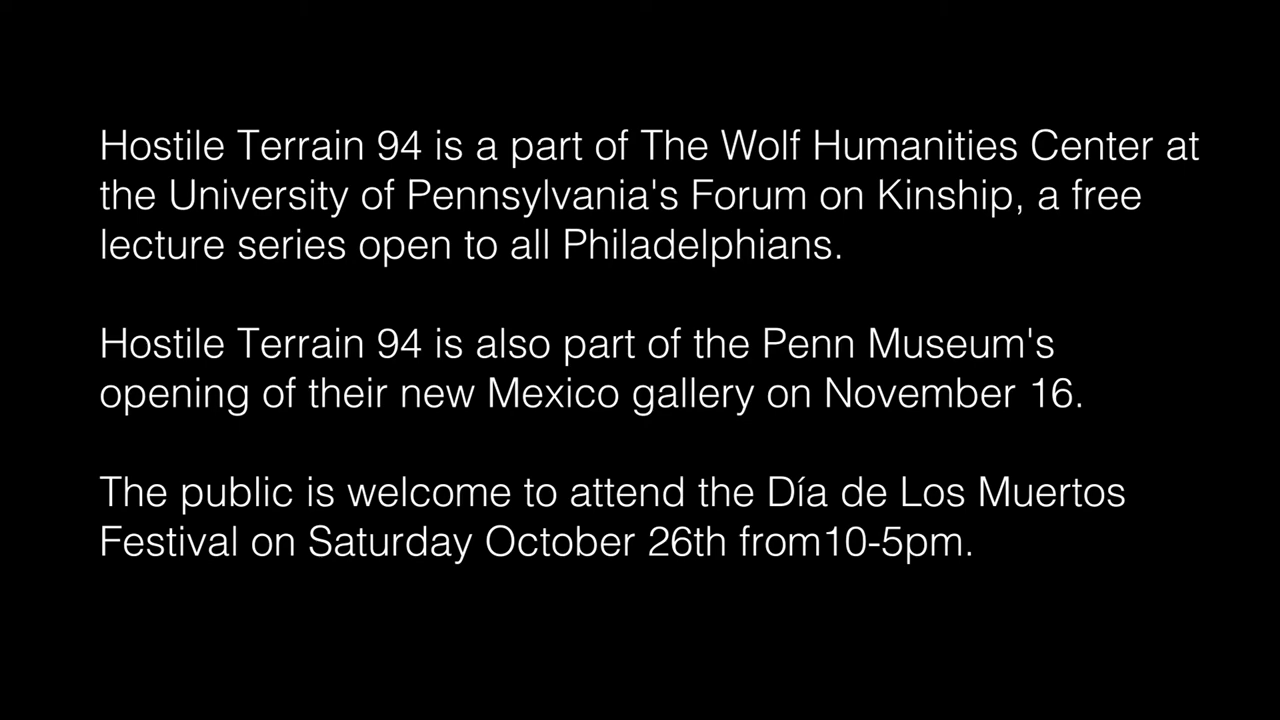 Hostile Terrain 94 is a part of The Wolf Humanities Center at
the University of Pennsylvania's Forum on Kinship, a free
lecture series open to all Philadelphians.
Hostile Terrain 94 is also part of the Penn Museum's
opening of their new Mexico gallery on November 16.
The public is welcome to attend the Día de Los Muertos
Festival on Saturday October 26th from10-5pm.